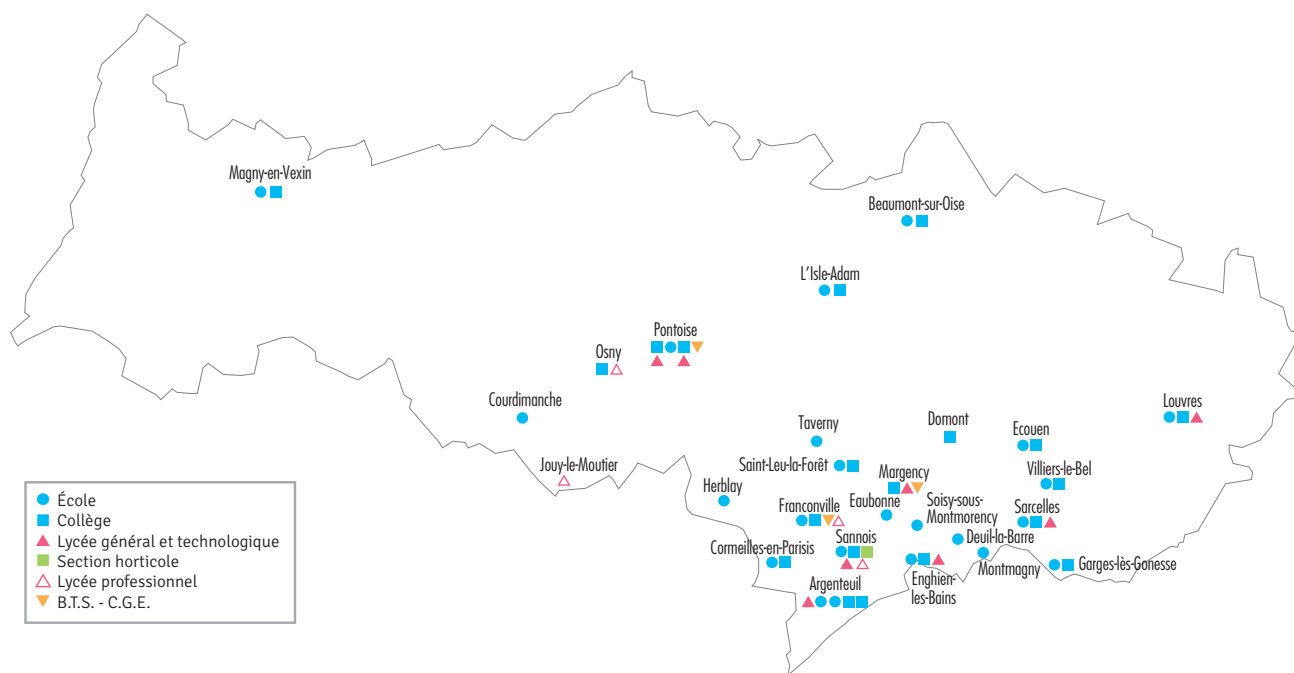 Magny-en-Vexin
Beaumont-sur-Oise
L'Isle-Adam
Pontoise
Osny
Courdimanche
Louvres
Taverny
Domont
Ecouen
Jouy-le-Moutier
Saint-Leu-la-Forêt
Margency
Villiers-le-Bel
Herblay
Franconville
Eaubonne
Soisy-sous-
Montmorency
Sarcelles
Cormeilles-en-Parisis
Sannois
Deuil-la-Barre
Montmagny
Garges-lès-Gonesse
Enghien-
les-Bains
Argenteuil
École
Collège
Lycée général et technologique
Section horticole
Lycée professionnel
B.T.S. - C.G.E.